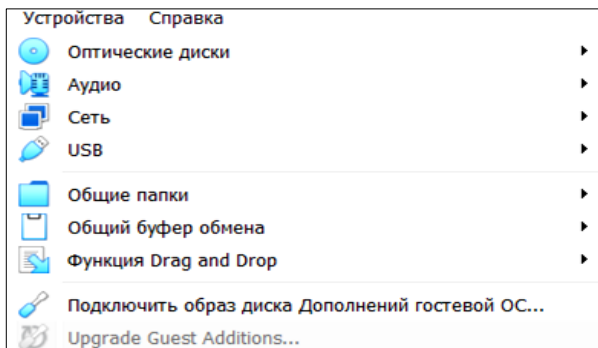 Устройства Справка
Оптические диски
Аудио
Сеть
USB
Общие папки
Общий буфер обмена
Функция Drag and Drop
Подключить образ диска Дополнений гостевой ОС...
Upgrade Guest Additions...